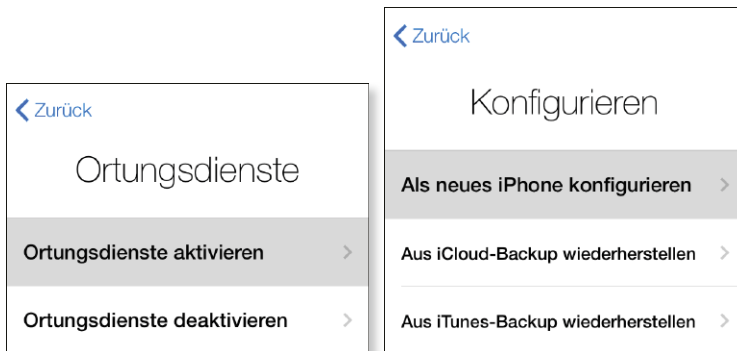 Zurück
Ortungsdienste
Ortungsdienste aktivieren
Ortungsdienste deaktivieren
Zurück
Konfigurieren
Als neues iPhone konfigurieren
Aus iCloud-Backup wiederherstellen
Aus iTunes-Backup wiederherstellen